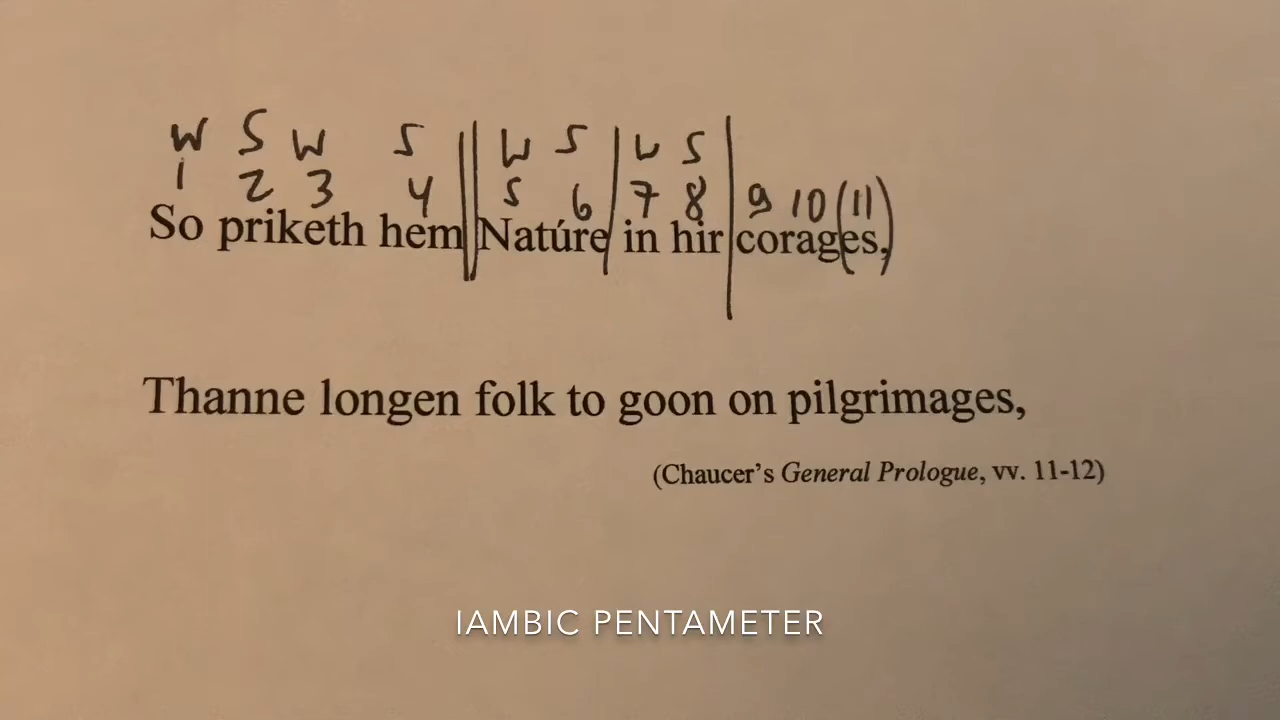 W S W S W S W S
1 2 3 4 5 6 7 8 9 10 (11)
So priketh hem Natúre in hir corages,
Thanne longen folk to goon on pilgrimages,
(Chaucer’s General Prologue, vv. 11-12)
IAMBIC PENTAMETER